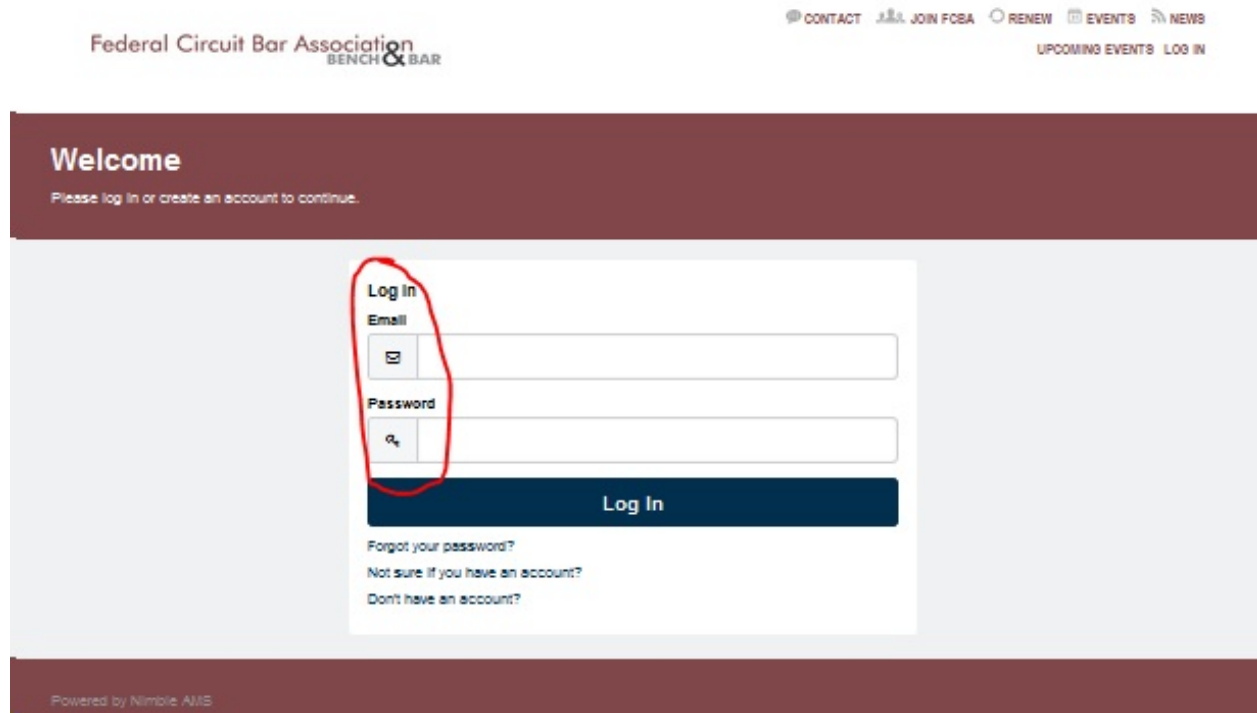 CONTACT JOIN FCBA RENEW EVENTS NEWS
Federal Circuit Bar Association
BENCH & BAR
UPCOMING EVENTS LOG IN
Welcome
Please log in or create an account to continue.
Log In
Email
Password
Log In
Forgot your password?
Not sure if you have an account?
Don't have an account?
Powered by Nimble AMS